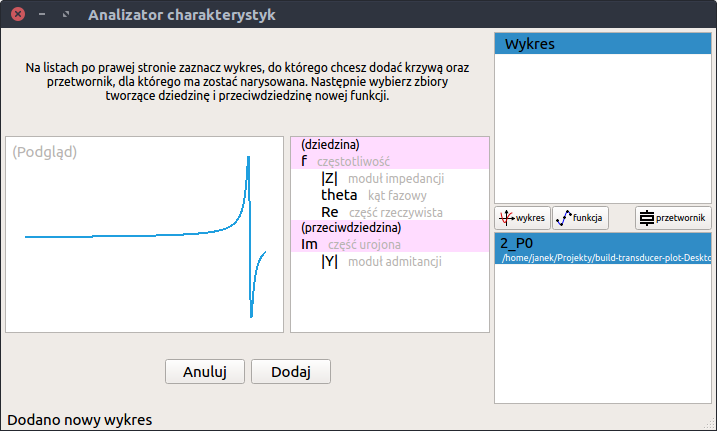 Analizator charakterystyk
Na listach po prawej stronie zaznacz wykres, do którego chcesz dodać krzywą oraz
przetwornik, dla którego ma zostać narysowana. Następnie wybierz zbiory
tworzące dziedzinę i przeciwdziedzinę nowej funkcji.
(Podgląd)
(dziedzina)
f częstotliwość
|Z| moduł impedancji
theta kąt fazowy
Re część rzeczywista
(przeciwdziedzina)
Im część urojona
|Y| moduł admitancji
Anuluj
Dodaj
Wykres
wykres
funkcja
przetwornik
2_P0
/home/janek/Projekty/build-transducer-plot-Deskto
Dodano nowy wykres